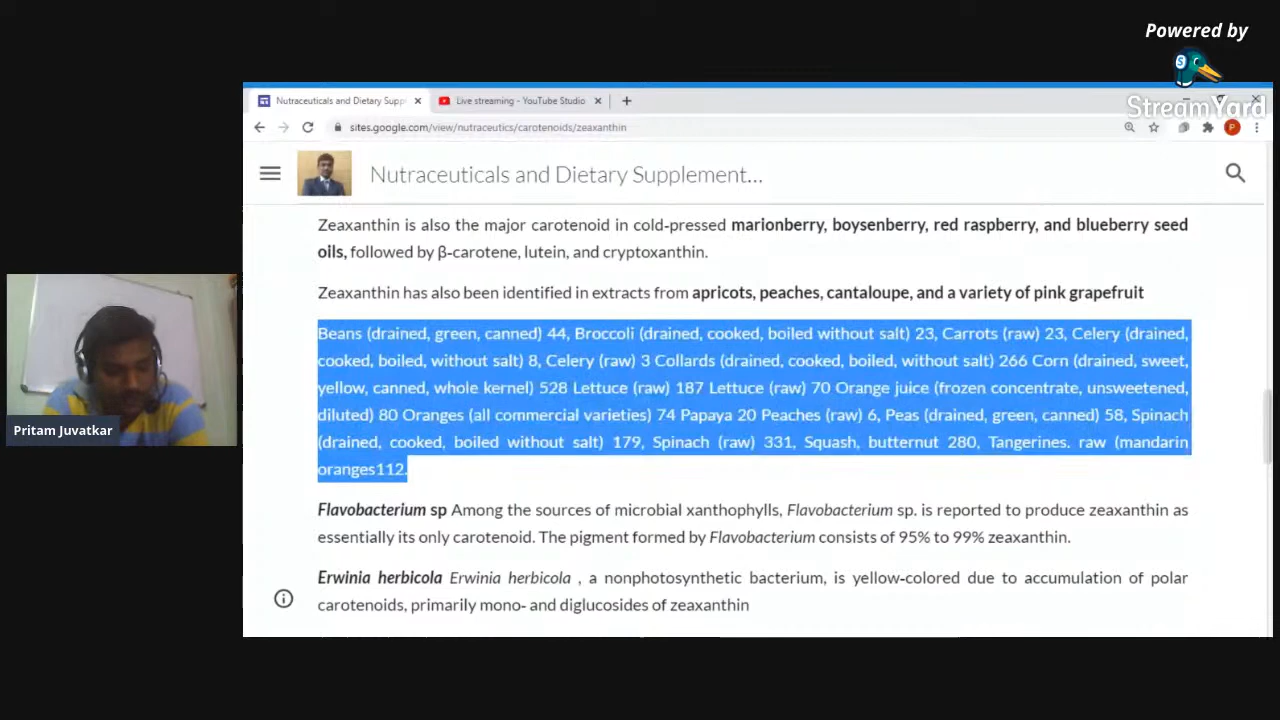 Powered by
StreamYard
Nutraceuticals and Dietary Supp
Live streaming - YouTube Studio
sites.google.com/view/nutraceutics/carotenoids/zeaxanthin
P
Nutraceuticals and Dietary Supplement...
Zeaxanthin is also the major carotenoid in cold-pressed marionberry, boysenberry, red raspberry, and blueberry seed
oils, followed by β-carotene, lutein, and cryptoxanthin.
Zeaxanthin has also been identified in extracts from apricots, peaches, cantaloupe, and a variety of pink grapefruit
Beans (drained, green, canned) 44, Broccoli (drained, cooked, boiled without salt) 23, Carrots (raw) 23, Celery (drained,
cooked, boiled, without salt) 8, Celery (raw) 3 Collards (drained, cooked, boiled, without salt) 266 Corn (drained, sweet,
yellow, canned, whole kernel) 528 Lettuce (raw) 187 Lettuce (raw) 70 Orange juice (frozen concentrate, unsweetened,
diluted) 80 Oranges (all commercial varieties) 74 Papaya 20 Peaches (raw) 6, Peas (drained, green, canned) 58, Spinach
(drained, cooked, boiled without salt) 179, Spinach (raw) 331, Squash, butternut 280, Tangerines. raw (mandarin
oranges112.
Flavobacterium sp Among the sources of microbial xanthophylls, Flavobacterium sp. is reported to produce zeaxanthin as
essentially its only carotenoid. The pigment formed by Flavobacterium consists of 95% to 99% zeaxanthin.
Erwinia herbicola Erwinia herbicola , a nonphotosynthetic bacterium, is yellow-colored due to accumulation of polar
carotenoids, primarily mono- and diglucosides of zeaxanthin
Pritam Juvatkar